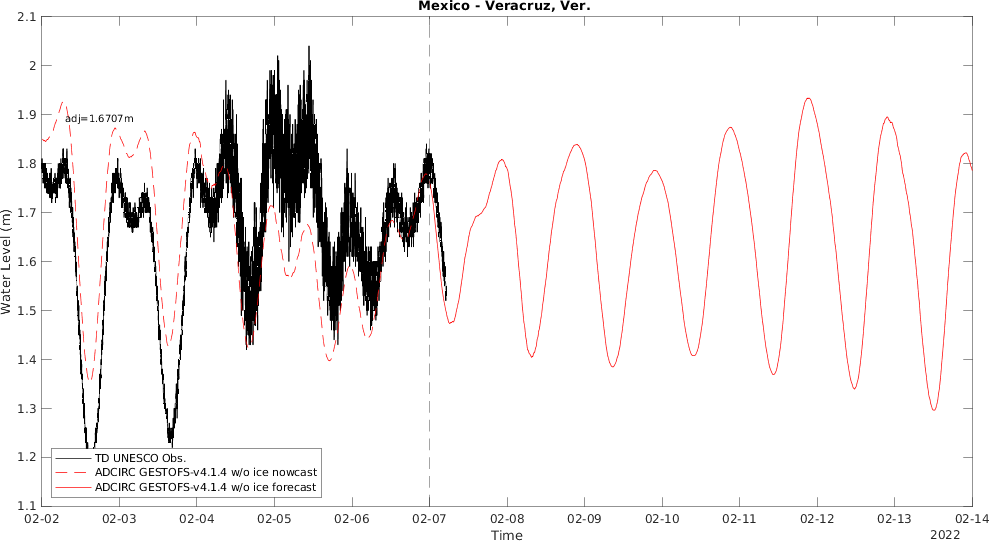 Mexico - Veracruz, Ver.
2.1
2
1.9
1.8
1.7
1.6
1.5
1.4
1.3
1.2
1.1
Water Level (m)
adj=1.6707m
TD UNESCO Obs.
ADCIRC GESTOFS-v4.1.4 w/o ice nowcast
ADCIRC GESTOFS-v4.1.4 w/o ice forecast
02-02 02-03 02-04 02-05 02-06 02-07 02-08 02-09 02-10 02-11 02-12 02-13 02-14
Time
2022